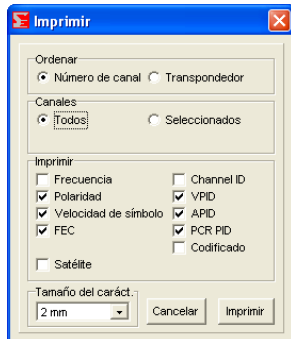 Imprimir
Ordenar
Número de canal Transpondedor
Canales
Todos Seleccionados
Imprimir
Frecuencia Channel ID
Polaridad VPID
Velocidad de símbolo APID
FEC PCR PID
Codificado
Satélite
Tamaño del caráct.
2 mm Cancelar Imprimir